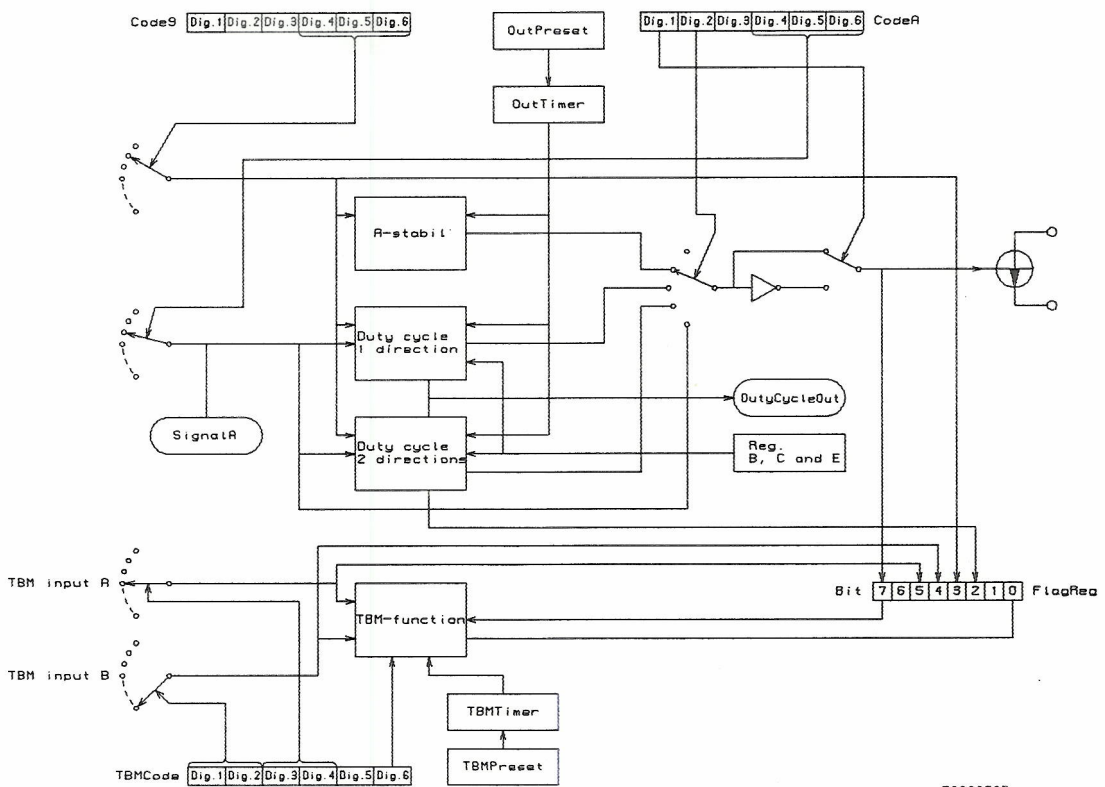 Code9 Dig.1 Dig.2 Dig.3 Dig.4 Dig.5 Dig.6
OutPreset
Dig.1 Dig.2 Dig.3 Dig.4 Dig.5 Dig.6 CodeA
OutTimer
A-stabil
Duty cycle
1 direction
DutyCycleOut
SignalA
Duty cycle
2 directions
Reg.
B, C and E
TBM input A
Bit 7 6 5 4 3 2 1 0 FlagReg
TBM-function
TBM input B
TBMTimer
TBMPreset
TBMCode Dig.1 Dig.2 Dig.3 Dig.4 Dig.5 Dig.6